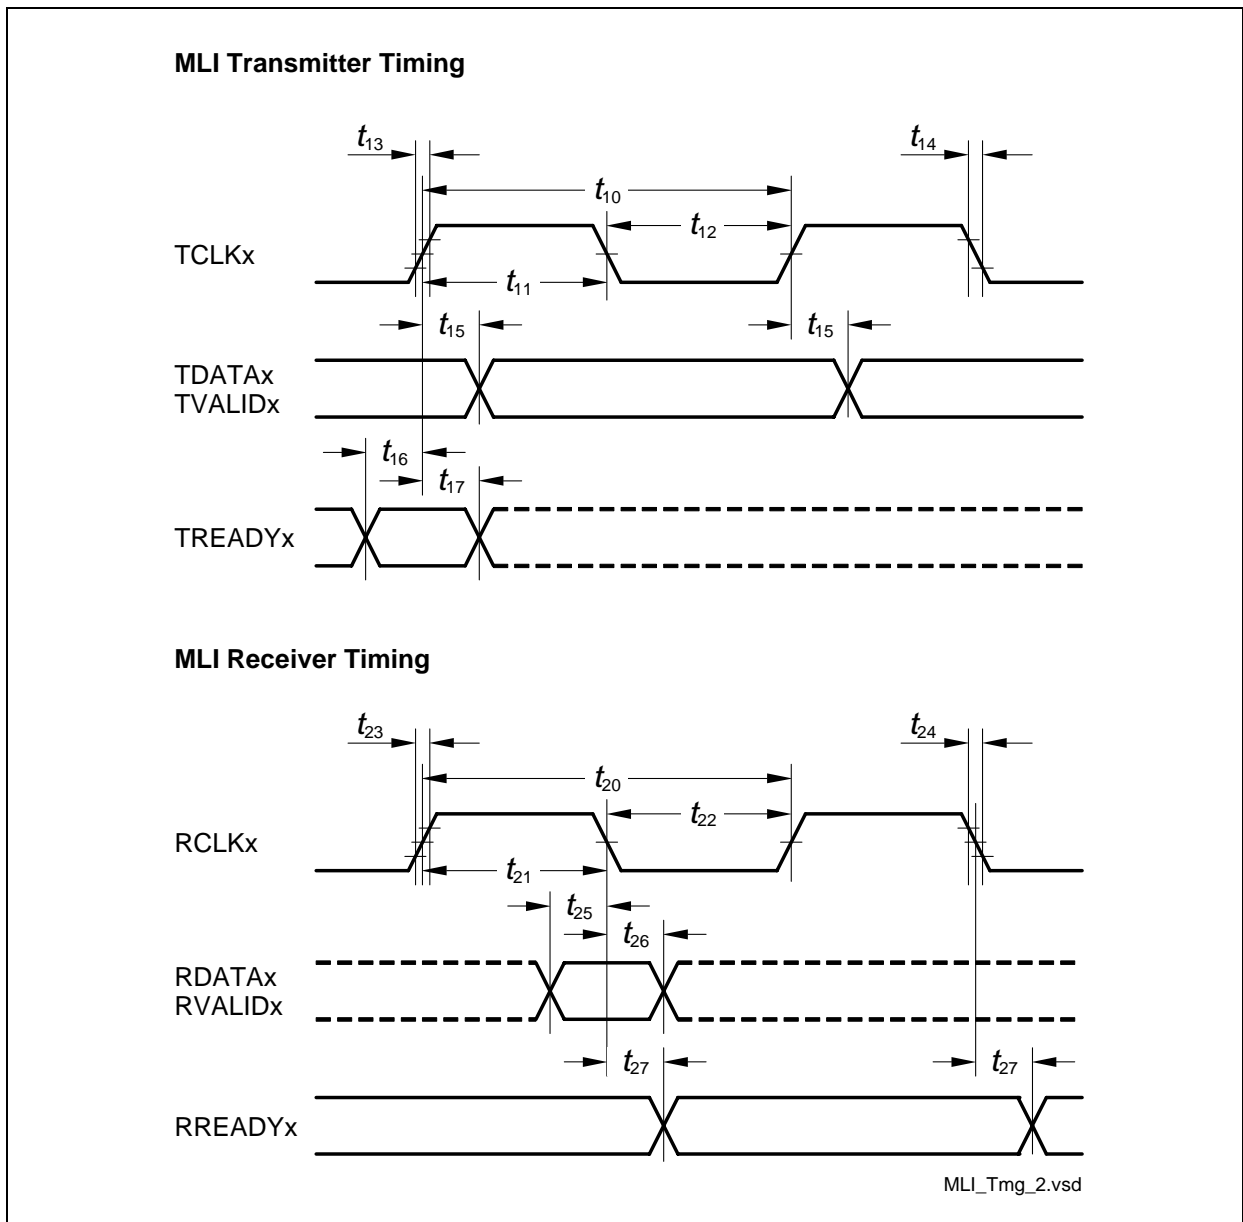 MLI Transmitter Timing
t13
t14
t10
t12
TCLKx
t11
t15
t15
TDATAx
TVALIDx
t16
t17
TREADYx
MLI Receiver Timing
t23
t24
t20
t22
RCLKx
t21
t25
t26
RDATAx
RVALIDx
t27
t27
RREADYx
MLI_Tmg_2.vsd